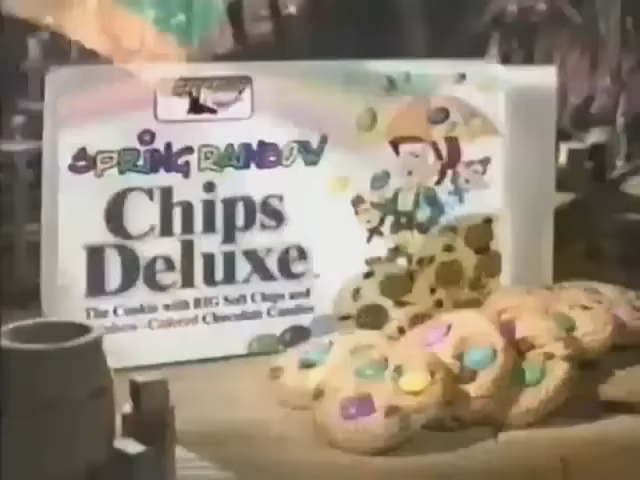 SPRING RAINBOW
Chips
Deluxe
The Cookie with BIG Soft Chips and
Colored Chocolate Candies